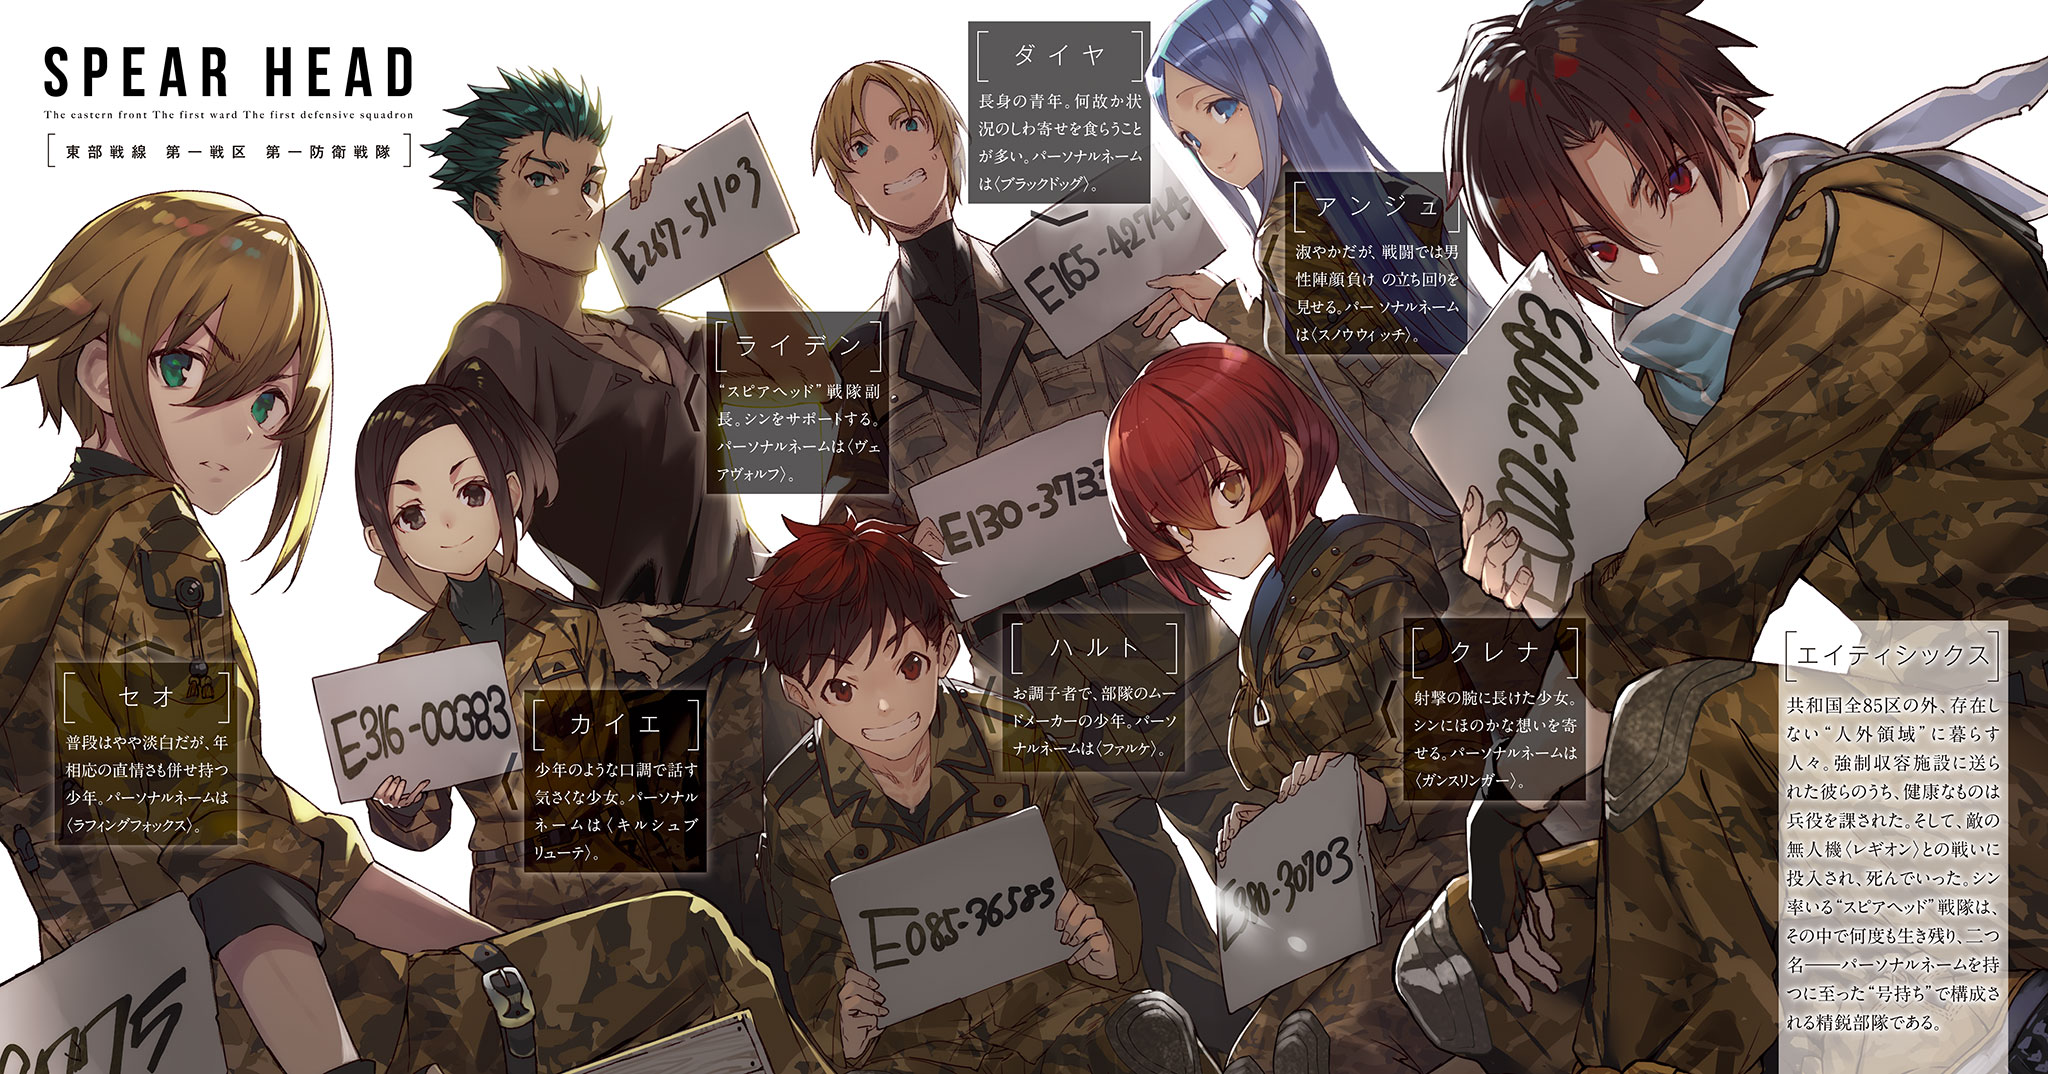 SPEAR HEAD
The eastern front The first ward The first defensive squadron
東部戦線 第一戦区 第一防衛戦隊
セオ
普段はやや淡白だが、年
相応の直情さも併せ持つ
少年。パーソナルネームは
〈ラフィングフォックス〉。
E316-00383
カイエ
少年のような口調で話す
気さくな少女。パーソナル
ネームは〈キルシュブ
リューテ〉。
E267-51103
ライデン
“スピアヘッド”戦隊副
長。シンをサポートする。
パーソナルネームは〈ヴェ
アヴォルフ〉。
ダイヤ
長身の青年。何故か状
況のしわ寄せを食らうこと
が多い。パーソナルネーム
は〈ブラックドッグ〉。
E165-42744
E130-3733
アンジュ
淑やかだが、戦闘では男
性陣顔負けの立ち回りを
見せる。パーソナルネーム
は〈スノウウィッチ〉。
ハルト
お調子者で、部隊のムー
ドメーカーの少年。パーソ
ナルネームは〈ファルケ〉。
E085-36585
クレナ
射撃の腕に長けた少女。
シンにほのかな想いを寄
せる。パーソナルネームは
〈ガンスリンガー〉。
エイティシックス
共和国全85区の外、存在し
ない“人外領域”に暮らす
人々。強制収容施設に送ら
れた彼らのうち、健康なものは
兵役を課された。そして、敵の
無人機〈レギオン〉との戦いに
投入され、死んでいった。シン
率いる“スピアヘッド”戦隊は、
その中で何度も生き残り、二つ
名──パーソナルネームを持
つに至った“号持ち”で構成さ
れる精鋭部隊である。